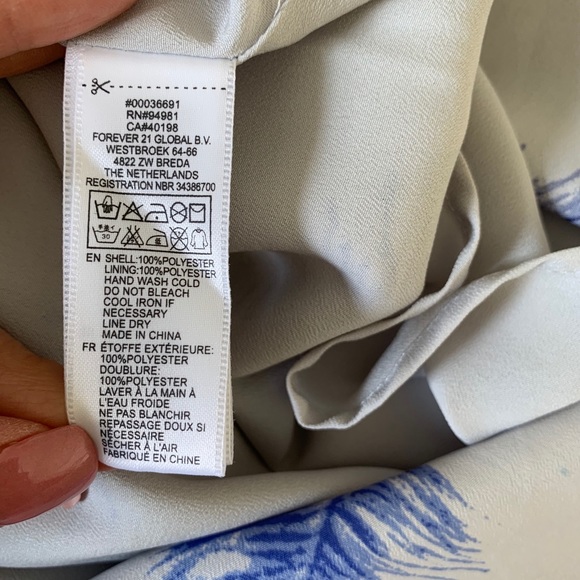 #00036691
RN#94981
CA#40198
FOREVER 21 GLOBAL B.V.
WESTBROEK 64-66
4822 ZW BREDA
THE NETHERLANDS
REGISTRATION NBR 34386700
30
EN SHELL:100%POLYESTER
LINING:100%POLYESTER
HAND WASH COLD
DO NOT BLEACH
COOL IRON IF
NECESSARY
LINE DRY
MADE IN CHINA
FR ÉTOFFE EXTÉRIEURE:
100%POLYESTER
DOUBLURE:
100%POLYESTER
LAVER À LA MAIN À
L'EAU FROIDE
NE PAS BLANCHIR
REPASSAGE DOUX SI
NÉCESSAIRE
SÉCHER À L'AIR
FABRIQUÉ EN CHINE